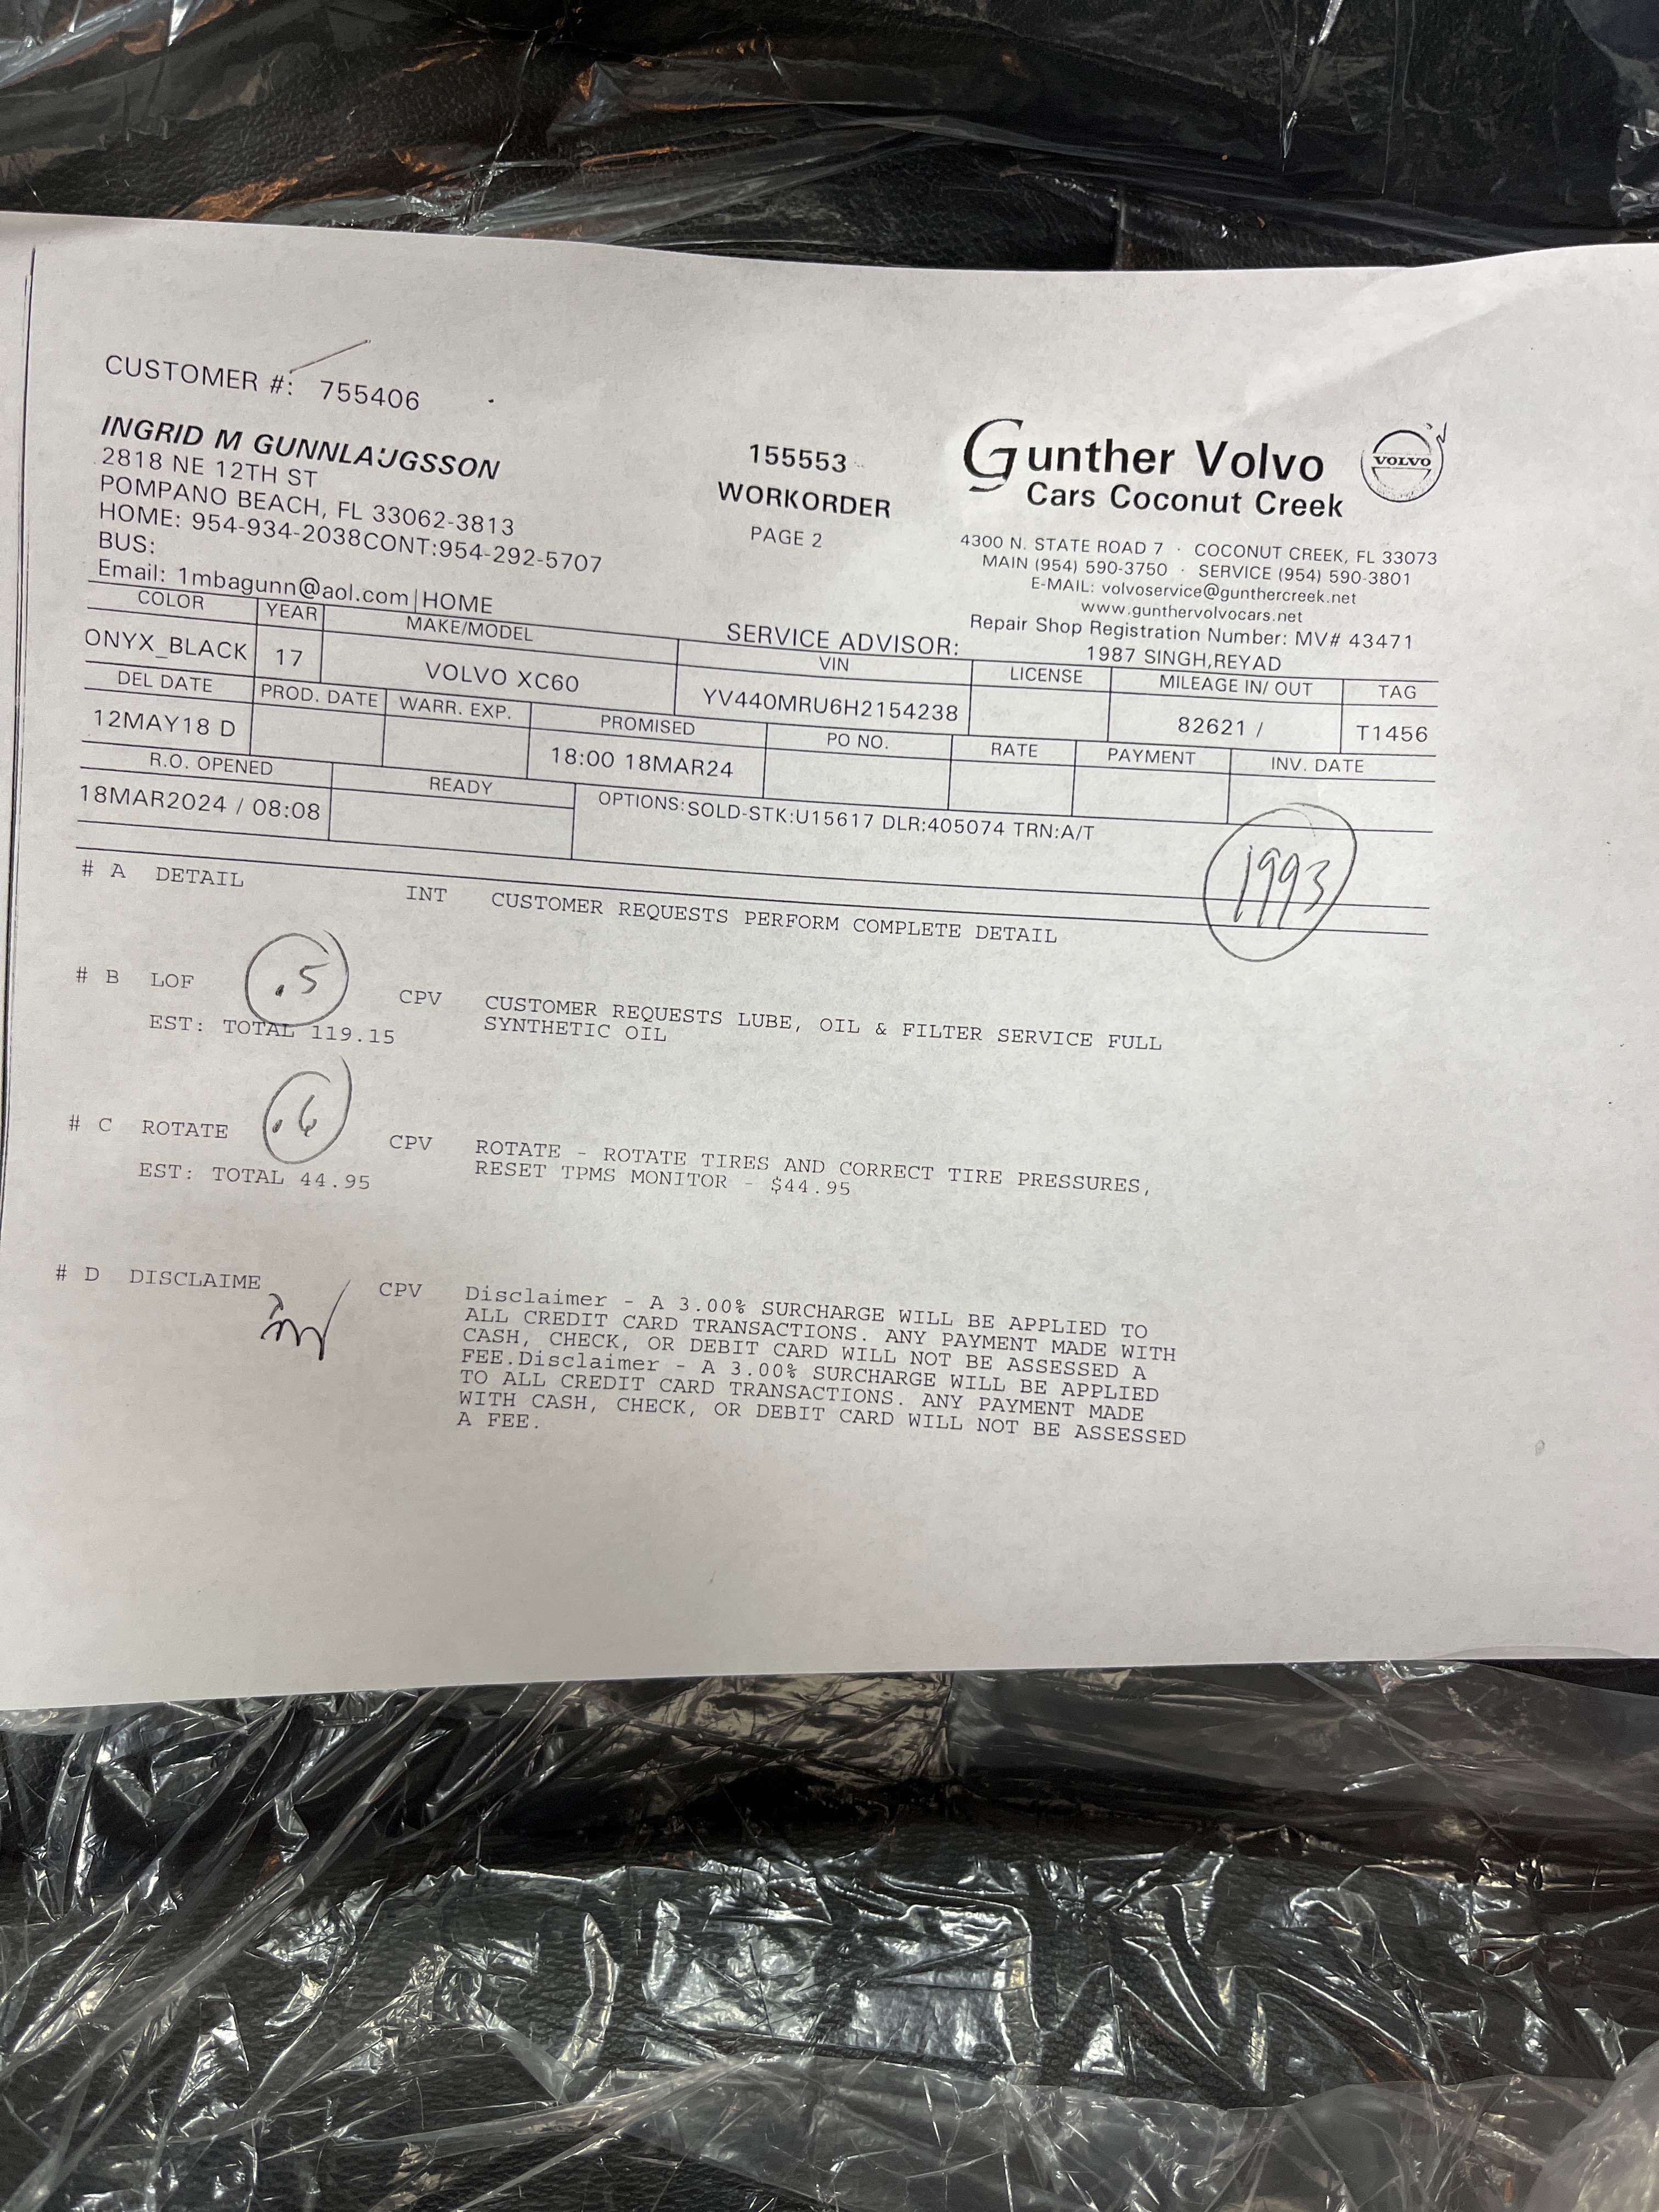 CUSTOMER #: 755406
INGRID M GUNNLAUGSSON
2818 NE 12TH ST
POMPANO BEACH, FL 33062-3813
HOME: 954-934-2038CONT:954-292-5707
BUS:
Email: 1mbagunn@aol.com|HOME
155553
WORKORDER
PAGE 2
Gunther Volvo
Cars Coconut Creek
VOLVO
4300 N. STATE ROAD 7 · COCONUT CREEK, FL 33073
MAIN (954) 590-3750 · SERVICE (954) 590-3801
E-MAIL: volvoservice@gunthercreek.net
www.gunthervolvocars.net
Repair Shop Registration Number: MV# 43471
SERVICE ADVISOR: 1987 SINGH,REYAD
COLOR YEAR MAKE/MODEL VIN LICENSE MILEAGE IN/ OUT TAG
ONYX_BLACK 17 VOLVO XC60 YV440MRU6H2154238 82621 / T1456
DEL DATE PROD. DATE WARR. EXP. PROMISED PO NO. RATE PAYMENT INV. DATE
12MAY18 D 18:00 18MAR24
R.O. OPENED READY OPTIONS:SOLD-STK:U15617 DLR:405074 TRN:A/T
18MAR2024 / 08:08
1993
# A DETAIL INT CUSTOMER REQUESTS PERFORM COMPLETE DETAIL
# B LOF .5 CPV CUSTOMER REQUESTS LUBE, OIL & FILTER SERVICE FULL
SYNTHETIC OIL
EST: TOTAL 119.15
# C ROTATE .6 CPV ROTATE - ROTATE TIRES AND CORRECT TIRE PRESSURES,
RESET TPMS MONITOR - $44.95
EST: TOTAL 44.95
# D DISCLAIME CPV Disclaimer - A 3.00% SURCHARGE WILL BE APPLIED TO
ALL CREDIT CARD TRANSACTIONS. ANY PAYMENT MADE WITH
CASH, CHECK, OR DEBIT CARD WILL NOT BE ASSESSED A
FEE.Disclaimer - A 3.00% SURCHARGE WILL BE APPLIED
TO ALL CREDIT CARD TRANSACTIONS. ANY PAYMENT MADE
WITH CASH, CHECK, OR DEBIT CARD WILL NOT BE ASSESSED
A FEE.